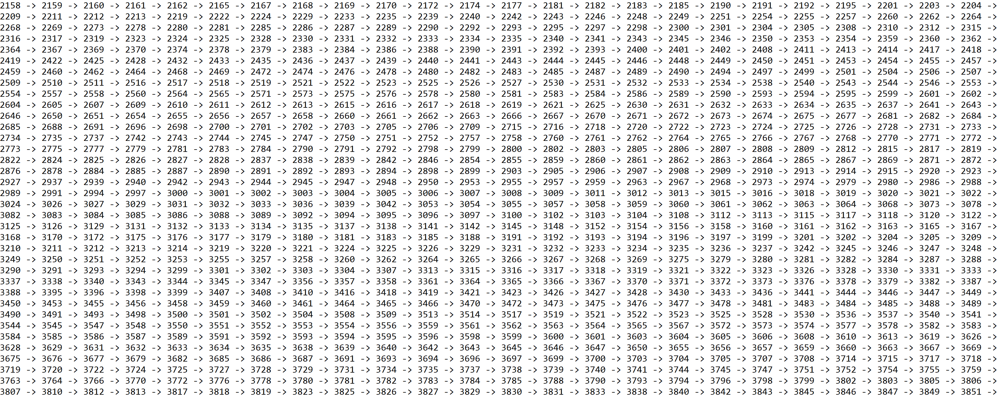 2158 -> 2159 -> 2160 -> 2161 -> 2162 -> 2165 -> 2167 -> 2168 -> 2169 -> 2170 -> 2172 -> 2174 -> 2177 -> 2181 -> 2182 -> 2183 -> 2185 -> 2190 -> 2191 -> 2192 -> 2195 -> 2201 -> 2203 -> 2204 ->
2209 -> 2211 -> 2212 -> 2213 -> 2219 -> 2222 -> 2224 -> 2229 -> 2233 -> 2235 -> 2239 -> 2240 -> 2242 -> 2243 -> 2246 -> 2248 -> 2249 -> 2251 -> 2254 -> 2255 -> 2257 -> 2260 -> 2262 -> 2264 ->
2268 -> 2269 -> 2273 -> 2278 -> 2280 -> 2281 -> 2285 -> 2286 -> 2287 -> 2289 -> 2290 -> 2292 -> 2293 -> 2295 -> 2297 -> 2298 -> 2300 -> 2301 -> 2304 -> 2305 -> 2308 -> 2310 -> 2312 -> 2315 ->
2316 -> 2317 -> 2319 -> 2323 -> 2324 -> 2325 -> 2328 -> 2330 -> 2331 -> 2332 -> 2333 -> 2334 -> 2335 -> 2340 -> 2341 -> 2343 -> 2345 -> 2346 -> 2350 -> 2353 -> 2354 -> 2359 -> 2360 -> 2362 ->
2364 -> 2367 -> 2369 -> 2370 -> 2374 -> 2378 -> 2379 -> 2383 -> 2384 -> 2386 -> 2388 -> 2390 -> 2391 -> 2392 -> 2393 -> 2400 -> 2401 -> 2402 -> 2408 -> 2411 -> 2413 -> 2414 -> 2417 -> 2418 ->
2419 -> 2422 -> 2425 -> 2428 -> 2432 -> 2433 -> 2435 -> 2436 -> 2437 -> 2439 -> 2440 -> 2441 -> 2443 -> 2444 -> 2445 -> 2446 -> 2448 -> 2449 -> 2450 -> 2451 -> 2453 -> 2454 -> 2455 -> 2457 ->
2459 -> 2460 -> 2462 -> 2464 -> 2468 -> 2469 -> 2472 -> 2474 -> 2476 -> 2478 -> 2480 -> 2482 -> 2483 -> 2485 -> 2487 -> 2489 -> 2490 -> 2494 -> 2497 -> 2499 -> 2501 -> 2504 -> 2506 -> 2507 ->
2509 -> 2510 -> 2511 -> 2516 -> 2517 -> 2518 -> 2519 -> 2521 -> 2522 -> 2523 -> 2525 -> 2526 -> 2527 -> 2530 -> 2531 -> 2532 -> 2533 -> 2534 -> 2538 -> 2540 -> 2543 -> 2544 -> 2546 -> 2553 ->
2554 -> 2557 -> 2558 -> 2560 -> 2564 -> 2565 -> 2571 -> 2573 -> 2575 -> 2576 -> 2578 -> 2580 -> 2581 -> 2583 -> 2584 -> 2586 -> 2589 -> 2590 -> 2593 -> 2594 -> 2595 -> 2599 -> 2601 -> 2602 ->
2604 -> 2605 -> 2607 -> 2609 -> 2610 -> 2611 -> 2612 -> 2613 -> 2615 -> 2616 -> 2617 -> 2618 -> 2619 -> 2621 -> 2625 -> 2630 -> 2631 -> 2632 -> 2633 -> 2634 -> 2635 -> 2637 -> 2641 -> 2643 ->
2646 -> 2650 -> 2651 -> 2654 -> 2655 -> 2656 -> 2657 -> 2658 -> 2660 -> 2661 -> 2662 -> 2663 -> 2666 -> 2667 -> 2670 -> 2671 -> 2672 -> 2673 -> 2674 -> 2675 -> 2677 -> 2681 -> 2682 -> 2684 ->
2685 -> 2688 -> 2691 -> 2696 -> 2698 -> 2700 -> 2701 -> 2702 -> 2703 -> 2705 -> 2706 -> 2709 -> 2715 -> 2716 -> 2718 -> 2720 -> 2722 -> 2723 -> 2724 -> 2725 -> 2726 -> 2728 -> 2731 -> 2733 ->
2734 -> 2735 -> 2737 -> 2742 -> 2743 -> 2744 -> 2745 -> 2747 -> 2750 -> 2751 -> 2752 -> 2757 -> 2758 -> 2760 -> 2761 -> 2762 -> 2764 -> 2765 -> 2766 -> 2767 -> 2768 -> 2770 -> 2771 -> 2772 ->
2773 -> 2775 -> 2777 -> 2779 -> 2781 -> 2783 -> 2784 -> 2790 -> 2791 -> 2792 -> 2798 -> 2799 -> 2800 -> 2802 -> 2803 -> 2805 -> 2806 -> 2807 -> 2808 -> 2809 -> 2812 -> 2815 -> 2817 -> 2819 ->
2822 -> 2824 -> 2825 -> 2826 -> 2827 -> 2828 -> 2837 -> 2838 -> 2839 -> 2842 -> 2846 -> 2854 -> 2855 -> 2859 -> 2860 -> 2861 -> 2862 -> 2863 -> 2864 -> 2865 -> 2867 -> 2869 -> 2871 -> 2872 ->
2876 -> 2878 -> 2884 -> 2885 -> 2887 -> 2890 -> 2891 -> 2892 -> 2893 -> 2894 -> 2898 -> 2899 -> 2903 -> 2905 -> 2906 -> 2907 -> 2908 -> 2909 -> 2910 -> 2913 -> 2914 -> 2915 -> 2920 -> 2923 ->
2927 -> 2937 -> 2939 -> 2940 -> 2942 -> 2943 -> 2944 -> 2945 -> 2947 -> 2948 -> 2950 -> 2953 -> 2955 -> 2957 -> 2959 -> 2963 -> 2967 -> 2968 -> 2973 -> 2974 -> 2979 -> 2980 -> 2986 -> 2988 ->
2989 -> 2991 -> 2994 -> 2997 -> 3000 -> 3001 -> 3002 -> 3003 -> 3004 -> 3005 -> 3006 -> 3007 -> 3008 -> 3009 -> 3011 -> 3012 -> 3013 -> 3015 -> 3016 -> 3018 -> 3019 -> 3020 -> 3021 -> 3022 ->
3024 -> 3026 -> 3027 -> 3029 -> 3031 -> 3032 -> 3033 -> 3036 -> 3039 -> 3042 -> 3053 -> 3054 -> 3055 -> 3057 -> 3058 -> 3059 -> 3060 -> 3061 -> 3062 -> 3063 -> 3064 -> 3068 -> 3073 -> 3078 ->
3082 -> 3083 -> 3084 -> 3085 -> 3086 -> 3088 -> 3089 -> 3092 -> 3094 -> 3095 -> 3096 -> 3097 -> 3100 -> 3102 -> 3103 -> 3104 -> 3108 -> 3112 -> 3113 -> 3115 -> 3117 -> 3118 -> 3120 -> 3122 ->
3125 -> 3126 -> 3129 -> 3131 -> 3132 -> 3133 -> 3134 -> 3135 -> 3137 -> 3138 -> 3141 -> 3142 -> 3145 -> 3148 -> 3152 -> 3154 -> 3156 -> 3158 -> 3160 -> 3161 -> 3162 -> 3163 -> 3165 -> 3167 ->
3168 -> 3170 -> 3172 -> 3175 -> 3176 -> 3177 -> 3179 -> 3180 -> 3181 -> 3183 -> 3185 -> 3188 -> 3191 -> 3192 -> 3193 -> 3194 -> 3196 -> 3197 -> 3199 -> 3201 -> 3202 -> 3204 -> 3205 -> 3209 ->
3210 -> 3211 -> 3212 -> 3213 -> 3214 -> 3219 -> 3220 -> 3221 -> 3224 -> 3225 -> 3226 -> 3229 -> 3231 -> 3232 -> 3233 -> 3234 -> 3235 -> 3236 -> 3237 -> 3242 -> 3245 -> 3246 -> 3247 -> 3248 ->
3249 -> 3250 -> 3251 -> 3252 -> 3253 -> 3255 -> 3257 -> 3258 -> 3260 -> 3262 -> 3264 -> 3265 -> 3266 -> 3267 -> 3268 -> 3269 -> 3275 -> 3279 -> 3280 -> 3281 -> 3282 -> 3284 -> 3287 -> 3288 ->
3290 -> 3291 -> 3293 -> 3294 -> 3299 -> 3301 -> 3302 -> 3303 -> 3304 -> 3307 -> 3313 -> 3315 -> 3316 -> 3317 -> 3318 -> 3319 -> 3321 -> 3322 -> 3323 -> 3326 -> 3328 -> 3330 -> 3331 -> 3333 ->
3337 -> 3338 -> 3340 -> 3343 -> 3344 -> 3345 -> 3347 -> 3356 -> 3357 -> 3358 -> 3361 -> 3364 -> 3365 -> 3366 -> 3367 -> 3370 -> 3371 -> 3372 -> 3373 -> 3376 -> 3378 -> 3379 -> 3382 -> 3387 ->
3388 -> 3395 -> 3396 -> 3398 -> 3399 -> 3407 -> 3408 -> 3410 -> 3416 -> 3418 -> 3419 -> 3421 -> 3423 -> 3426 -> 3427 -> 3428 -> 3430 -> 3433 -> 3436 -> 3441 -> 3444 -> 3446 -> 3447 -> 3449 ->
3450 -> 3453 -> 3455 -> 3456 -> 3458 -> 3459 -> 3460 -> 3461 -> 3464 -> 3465 -> 3466 -> 3470 -> 3472 -> 3473 -> 3475 -> 3476 -> 3477 -> 3478 -> 3481 -> 3483 -> 3484 -> 3485 -> 3488 -> 3489 ->
3490 -> 3491 -> 3493 -> 3498 -> 3500 -> 3501 -> 3502 -> 3504 -> 3508 -> 3509 -> 3513 -> 3514 -> 3517 -> 3519 -> 3521 -> 3522 -> 3523 -> 3525 -> 3528 -> 3530 -> 3536 -> 3537 -> 3540 -> 3541 ->
3544 -> 3545 -> 3547 -> 3548 -> 3550 -> 3551 -> 3552 -> 3553 -> 3554 -> 3556 -> 3559 -> 3561 -> 3562 -> 3563 -> 3564 -> 3565 -> 3567 -> 3572 -> 3573 -> 3574 -> 3577 -> 3578 -> 3582 -> 3583 ->
3584 -> 3585 -> 3586 -> 3587 -> 3589 -> 3591 -> 3592 -> 3593 -> 3594 -> 3595 -> 3596 -> 3598 -> 3599 -> 3600 -> 3601 -> 3603 -> 3604 -> 3605 -> 3606 -> 3608 -> 3610 -> 3613 -> 3619 -> 3626 ->
3628 -> 3629 -> 3631 -> 3632 -> 3633 -> 3634 -> 3635 -> 3638 -> 3639 -> 3640 -> 3642 -> 3643 -> 3645 -> 3646 -> 3647 -> 3650 -> 3655 -> 3656 -> 3657 -> 3659 -> 3660 -> 3663 -> 3667 -> 3669 ->
3675 -> 3676 -> 3677 -> 3679 -> 3682 -> 3685 -> 3686 -> 3687 -> 3691 -> 3693 -> 3694 -> 3696 -> 3697 -> 3699 -> 3700 -> 3703 -> 3704 -> 3705 -> 3707 -> 3708 -> 3714 -> 3715 -> 3717 -> 3718 ->
3719 -> 3720 -> 3722 -> 3724 -> 3725 -> 3727 -> 3728 -> 3729 -> 3731 -> 3734 -> 3735 -> 3737 -> 3738 -> 3739 -> 3740 -> 3741 -> 3744 -> 3745 -> 3747 -> 3751 -> 3752 -> 3754 -> 3755 -> 3759 ->
3763 -> 3764 -> 3766 -> 3770 -> 3772 -> 3776 -> 3778 -> 3780 -> 3781 -> 3782 -> 3783 -> 3784 -> 3785 -> 3788 -> 3790 -> 3793 -> 3794 -> 3796 -> 3798 -> 3799 -> 3802 -> 3803 -> 3805 -> 3806 ->
3807 -> 3810 -> 3812 -> 3813 -> 3817 -> 3818 -> 3819 -> 3823 -> 3825 -> 3826 -> 3827 -> 3829 -> 3830 -> 3831 -> 3833 -> 3838 -> 3840 -> 3842 -> 3843 -> 3845 -> 3846 -> 3847 -> 3849 -> 3851 ->